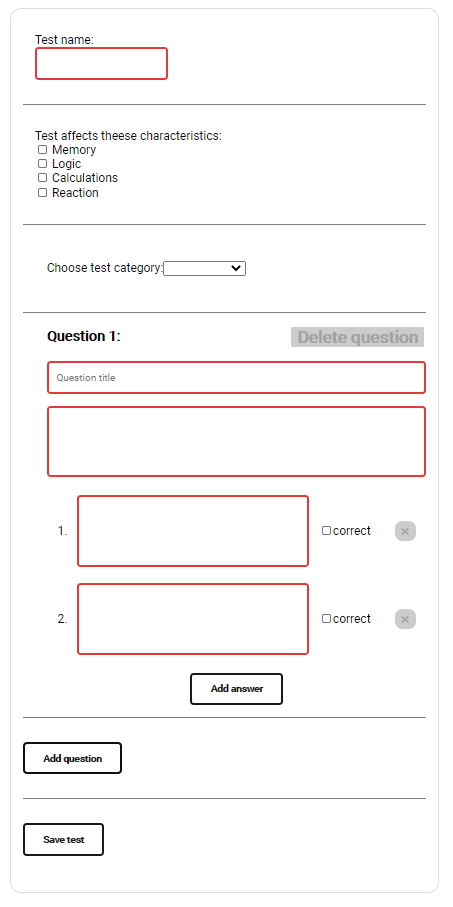 Test name:
Test affects theese characteristics:
Memory
Logic
Calculations
Reaction
Choose test category:
Question 1:
Delete question
Question title
1.
correct
×
2.
correct
×
Add answer
Add question
Save test